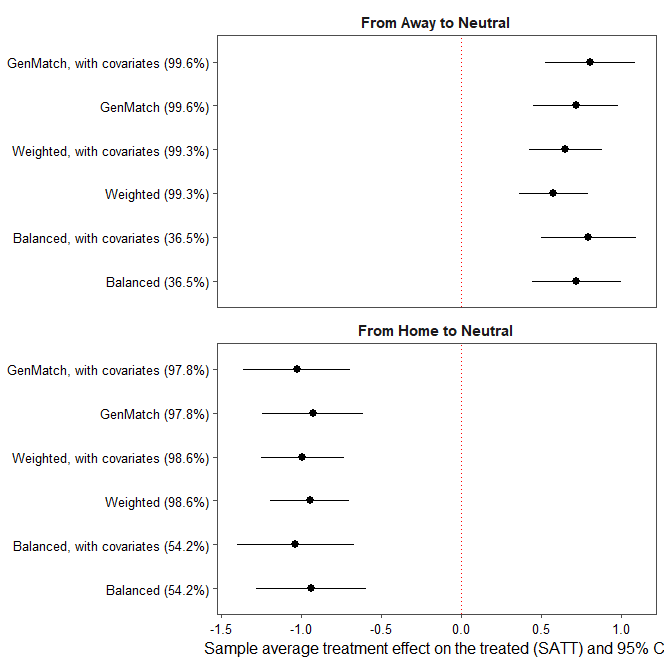 From Away to Neutral
GenMatch, with covariates (99.6%)
GenMatch (99.6%)
Weighted, with covariates (99.3%)
Weighted (99.3%)
Balanced, with covariates (36.5%)
Balanced (36.5%)
From Home to Neutral
GenMatch, with covariates (97.8%)
GenMatch (97.8%)
Weighted, with covariates (98.6%)
Weighted (98.6%)
Balanced, with covariates (54.2%)
Balanced (54.2%)
-1.5 -1.0 -0.5 0.0 0.5 1.0
Sample average treatment effect on the treated (SATT) and 95% C